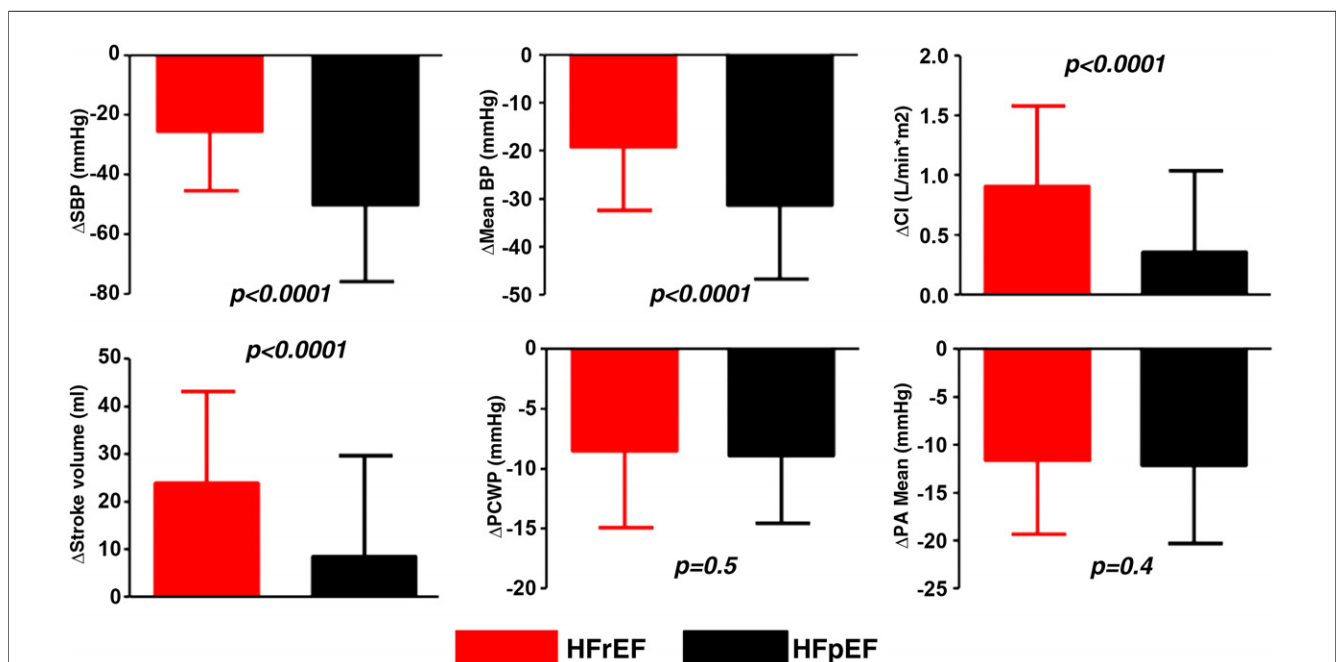 ΔSBP (mmHg)
0
-20
-40
-60
-80
p<0.0001
ΔMean BP (mmHg)
0
-10
-20
-30
-40
-50
p<0.0001
ΔCI (L/min*m2)
2.0
1.5
1.0
0.5
0.0
p<0.0001
ΔStroke volume (ml)
50
40
30
20
10
0
p<0.0001
ΔPCWP (mmHg)
0
-5
-10
-15
-20
p=0.5
ΔPA Mean (mmHg)
0
-5
-10
-15
-20
-25
p=0.4
HFrEF
HFpEF